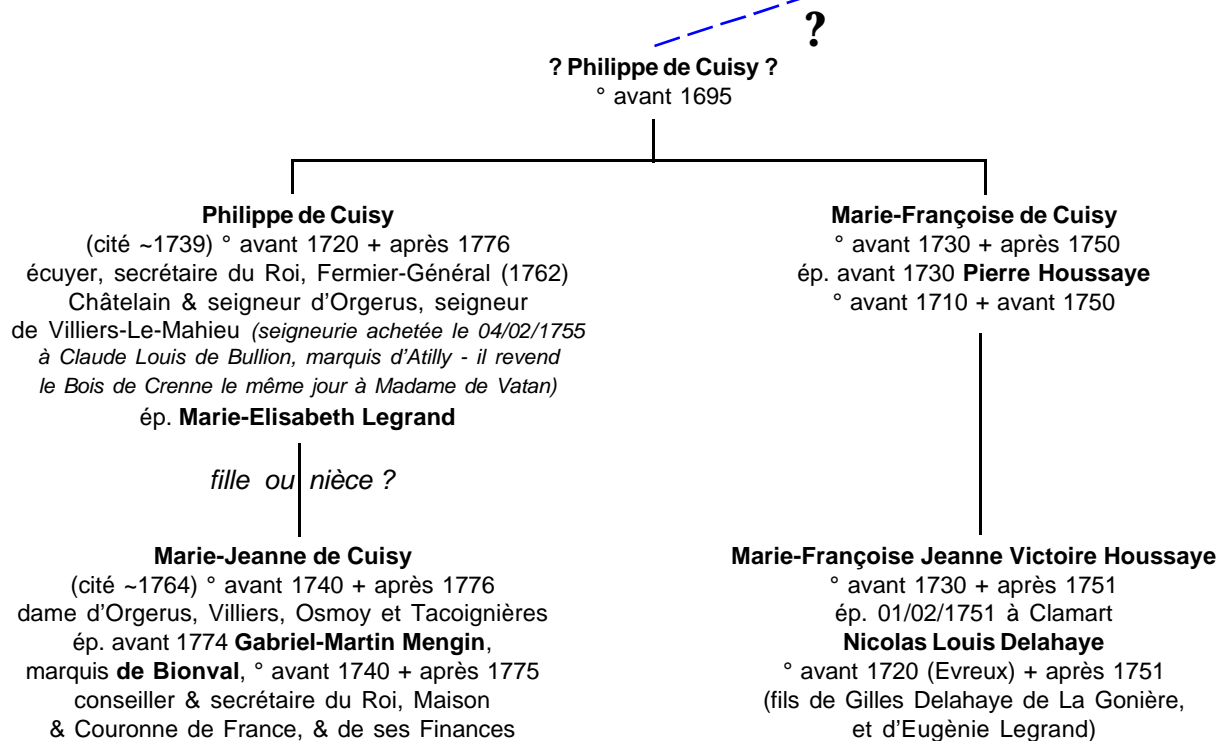 ?
? Philippe de Cuisy ?
° avant 1695
Philippe de Cuisy
(cité ~1739) ° avant 1720 + après 1776
écuyer, secrétaire du Roi, Fermier-Général (1762)
Châtelain & seigneur d'Orgerus, seigneur
de Villiers-Le-Mahieu (seigneurie achetée le 04/02/1755
à Claude Louis de Bullion, marquis d'Atilly - il revend
le Bois de Crenne le même jour à Madame de Vatan)
ép. Marie-Elisabeth Legrand
fille ou nièce ?
Marie-Jeanne de Cuisy
(cité ~1764) ° avant 1740 + après 1776
dame d'Orgerus, Villiers, Osmoy et Tacoignières
ép. avant 1774 Gabriel-Martin Mengin,
marquis de Bionval, ° avant 1740 + après 1775
conseiller & secrétaire du Roi, Maison
& Couronne de France, & de ses Finances
Marie-Françoise de Cuisy
° avant 1730 + après 1750
ép. avant 1730 Pierre Houssaye
° avant 1710 + avant 1750
Marie-Françoise Jeanne Victoire Houssaye
° avant 1730 + après 1751
ép. 01/02/1751 à Clamart
Nicolas Louis Delahaye
° avant 1720 (Evreux) + après 1751
(fils de Gilles Delahaye de La Gonière,
et d'Eugènie Legrand)